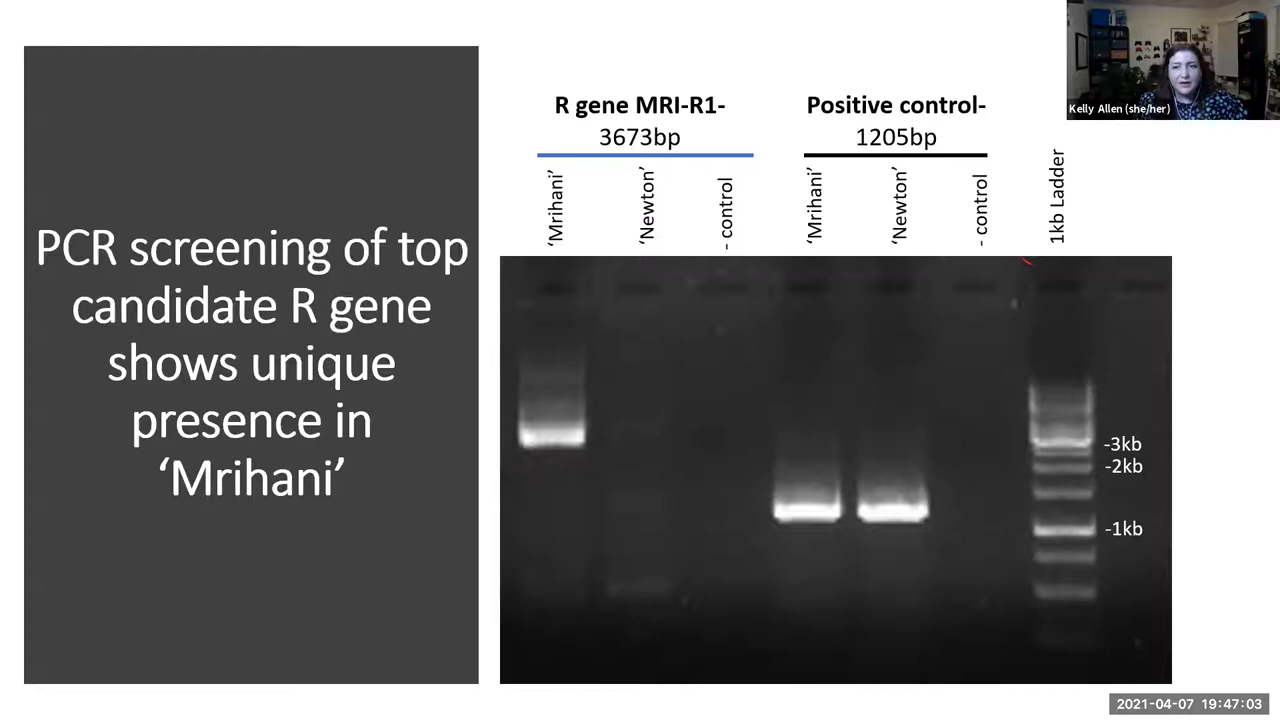 PCR screening of top
candidate R gene
shows unique
presence in
‘Mrihani’
R gene MRI-R1-
3673bp
Positive control-
1205bp
‘Mrihani’
‘Newton’
- control
‘Mrihani’
‘Newton’
- control
1kb Ladder
-3kb
-2kb
-1kb
Kelly Allen (she/her)
2021-04-07 19:47:03